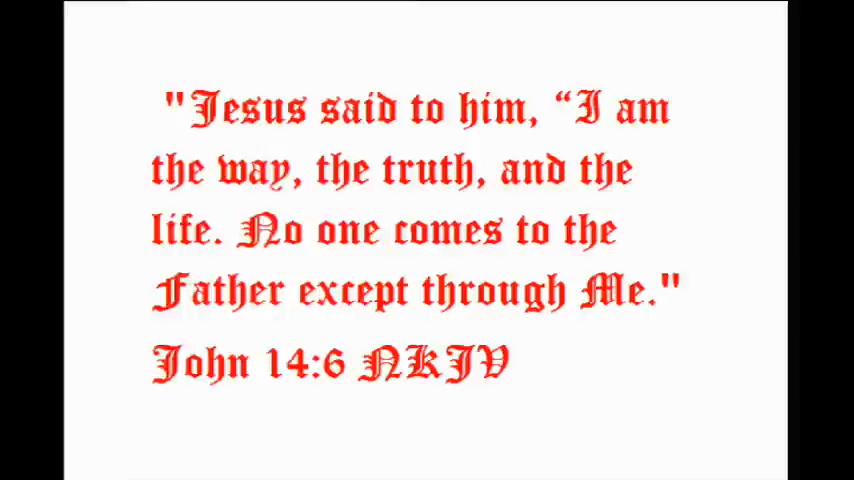 "Jesus said to him, “I am
the way, the truth, and the
life. No one comes to the
Father except through Me."
John 14:6 NKJV